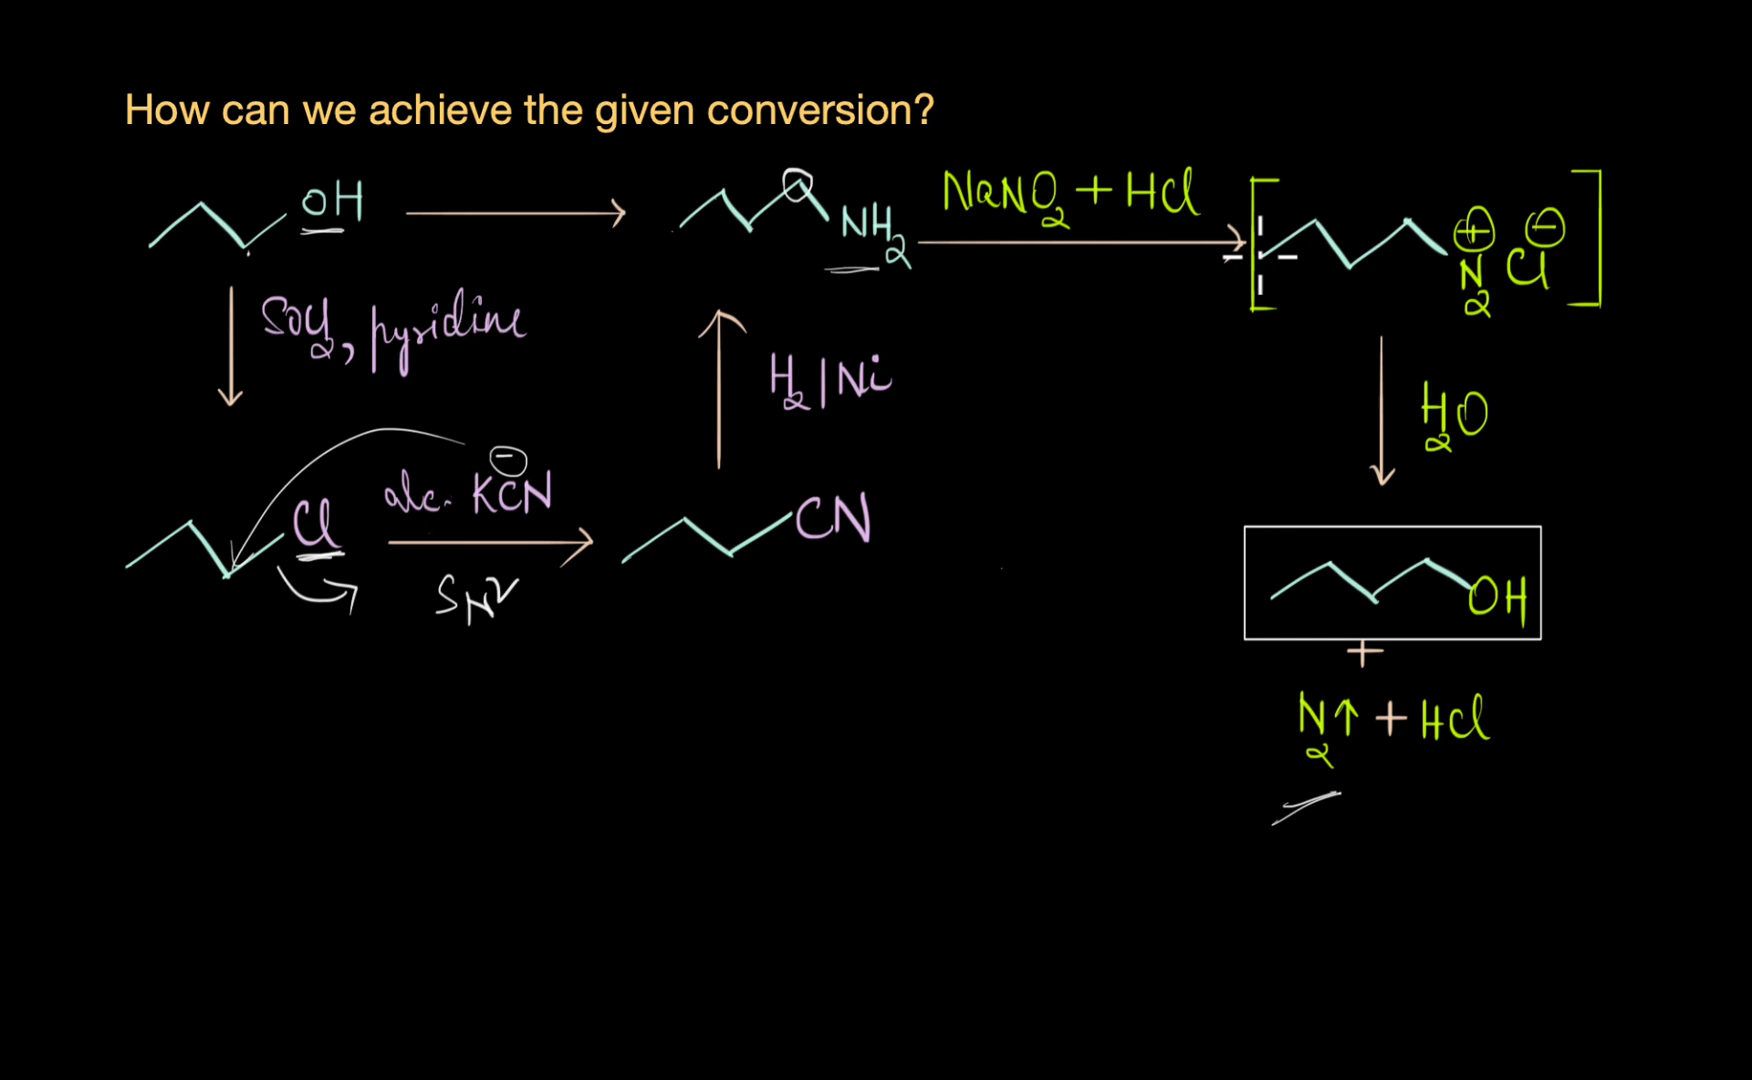 How can we achieve the given conversion?
OH
NH₂
NaNO₂ + HCl
[ N₂⊕ Cl⊖ ]
SOCl₂, pyridine
H₂ | Ni
H₂O
Cl
alc. KCN⊖
CN
SN²
OH
+
N₂↑ + HCl